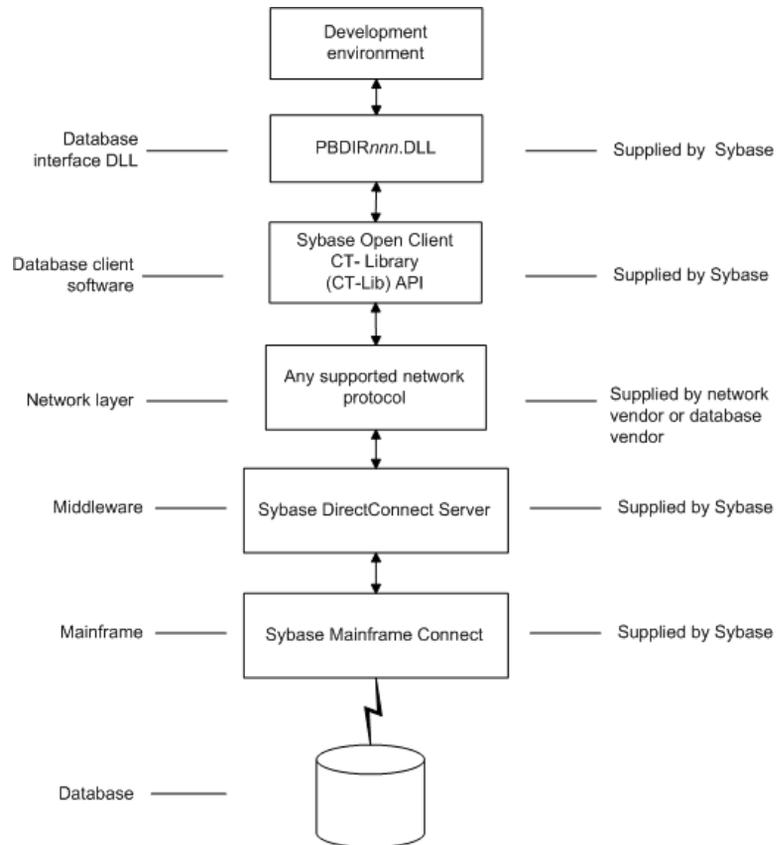 Development
environment
Database
interface DLL
PBDIRnnn.DLL
Supplied by Sybase
Database client
software
Sybase Open Client
CT- Library
(CT-Lib) API
Supplied by Sybase
Network layer
Any supported network
protocol
Supplied by network
vendor or database
vendor
Middleware
Sybase DirectConnect Server
Supplied by Sybase
Mainframe
Sybase Mainframe Connect
Supplied by Sybase
Database